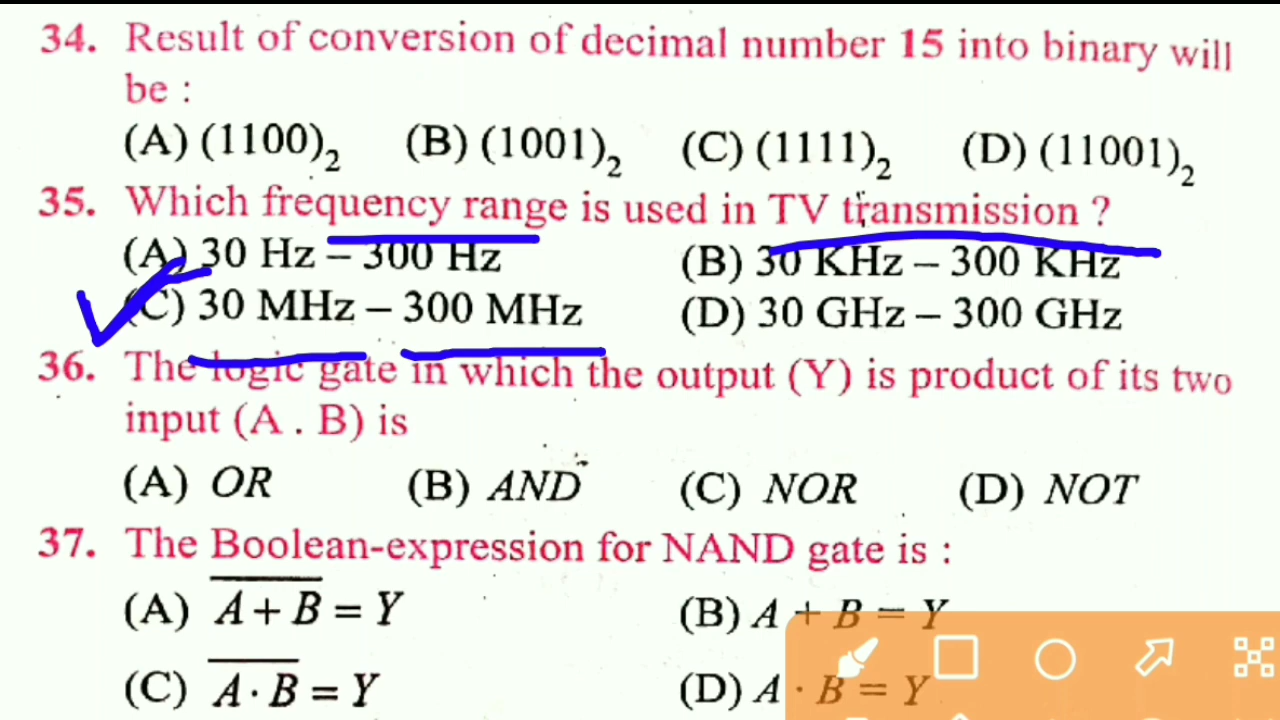 34. Result of conversion of decimal number 15 into binary will
be :
(A) (1100)₂ (B) (1001)₂ (C) (1111)₂ (D) (11001)₂
35. Which frequency range is used in TV transmission ?
(A) 30 Hz – 300 Hz (B) 30 KHz – 300 KHz
(C) 30 MHz – 300 MHz (D) 30 GHz – 300 GHz
36. The logic gate in which the output (Y) is product of its two
input (A . B) is
(A) OR (B) AND (C) NOR (D) NOT
37. The Boolean-expression for NAND gate is :
(A) A̅ ̅+̅ ̅B̅ = Y (B) A + B = Y
(C) A̅ ̅·̅ ̅B̅ = Y (D) A · B = Y